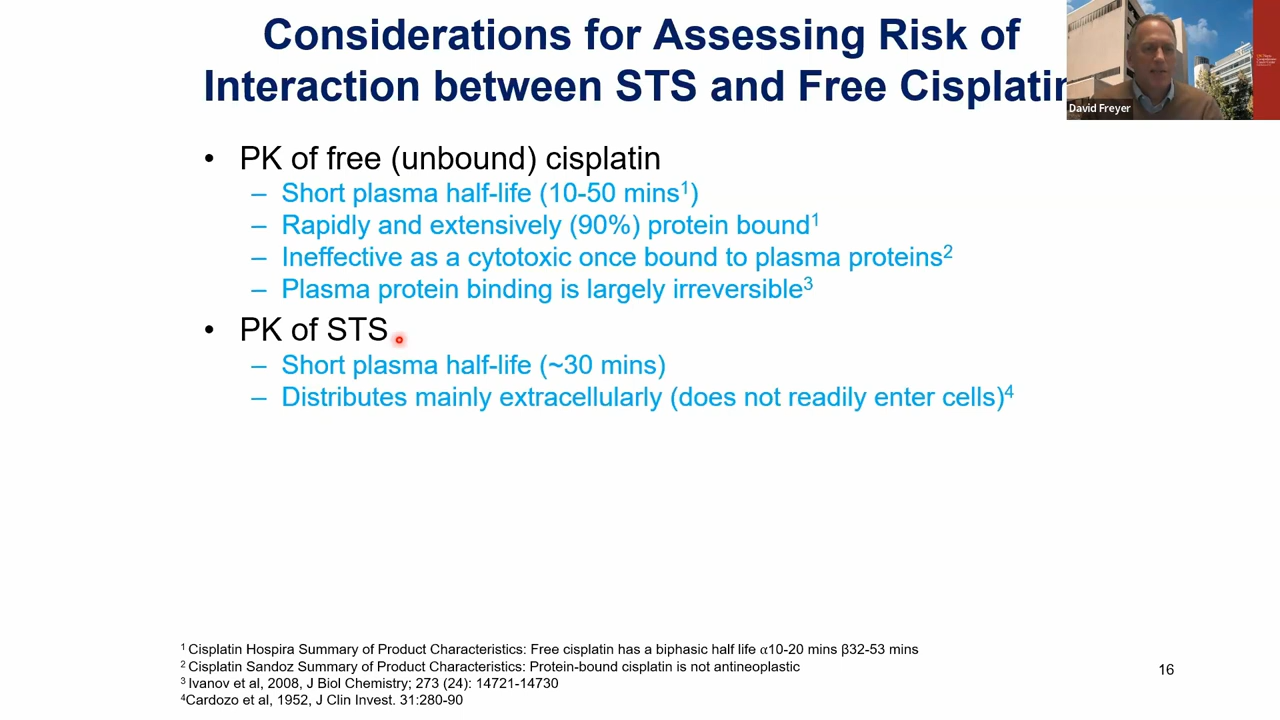 Considerations for Assessing Risk of
Interaction between STS and Free Cisplatin
David Freyer
• PK of free (unbound) cisplatin
– Short plasma half-life (10-50 mins¹)
– Rapidly and extensively (90%) protein bound¹
– Ineffective as a cytotoxic once bound to plasma proteins²
– Plasma protein binding is largely irreversible³
• PK of STS
– Short plasma half-life (~30 mins)
– Distributes mainly extracellularly (does not readily enter cells)⁴
¹ Cisplatin Hospira Summary of Product Characteristics: Free cisplatin has a biphasic half life α10-20 mins β32-53 mins
² Cisplatin Sandoz Summary of Product Characteristics: Protein-bound cisplatin is not antineoplastic
³ Ivanov et al, 2008, J Biol Chemistry; 273 (24): 14721-14730
⁴Cardozo et al, 1952, J Clin Invest. 31:280-90
16